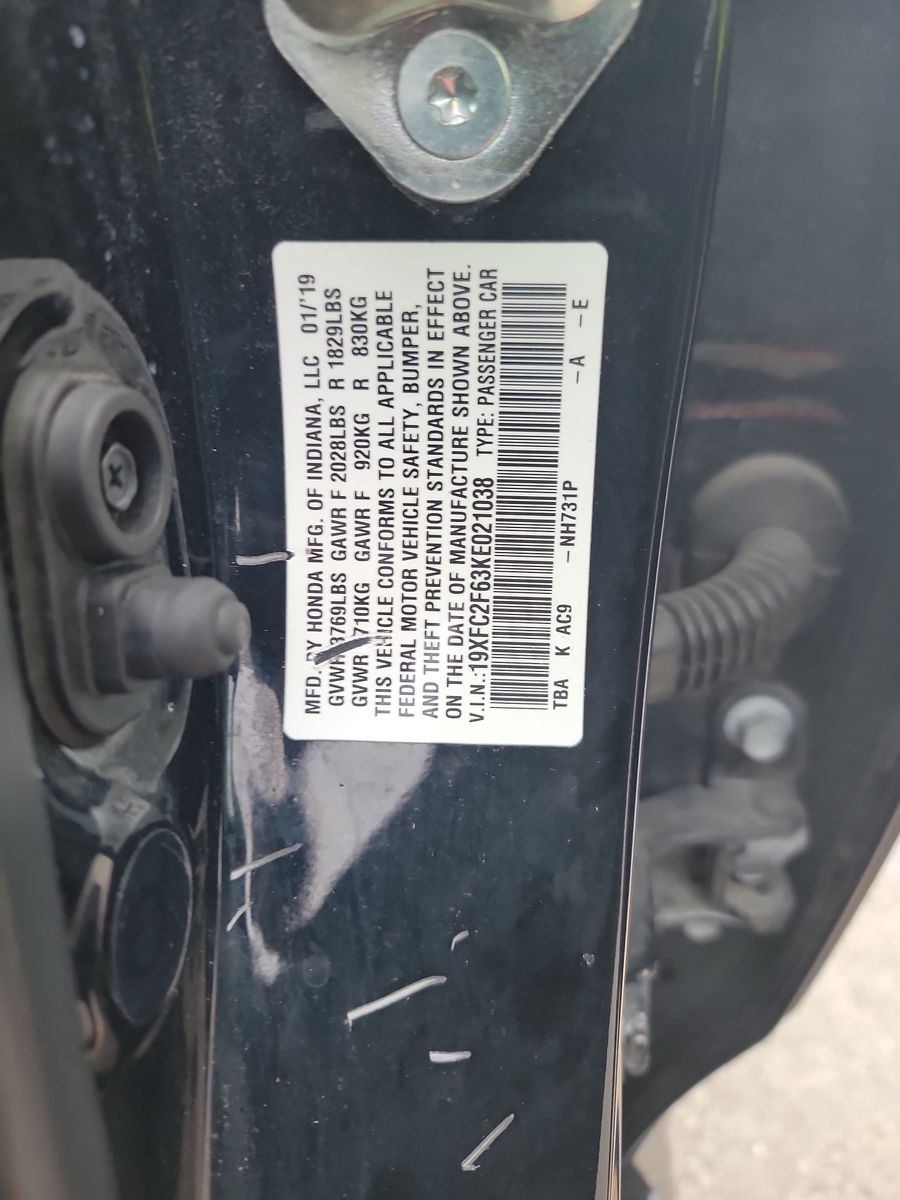 MFD. BY HONDA MFG. OF INDIANA, LLC 01/'19
GVWR 3769LBS GAWR F 2028LBS R 1829LBS
GVWR 1710KG GAWR F 920KG R 830KG
THIS VEHICLE CONFORMS TO ALL APPLICABLE
FEDERAL MOTOR VEHICLE SAFETY, BUMPER,
AND THEFT PREVENTION STANDARDS IN EFFECT
ON THE DATE OF MANUFACTURE SHOWN ABOVE.
V.I.N.:19XFC2F63KE021038 TYPE: PASSENGER CAR
TBA K AC9 –NH731P –A –E